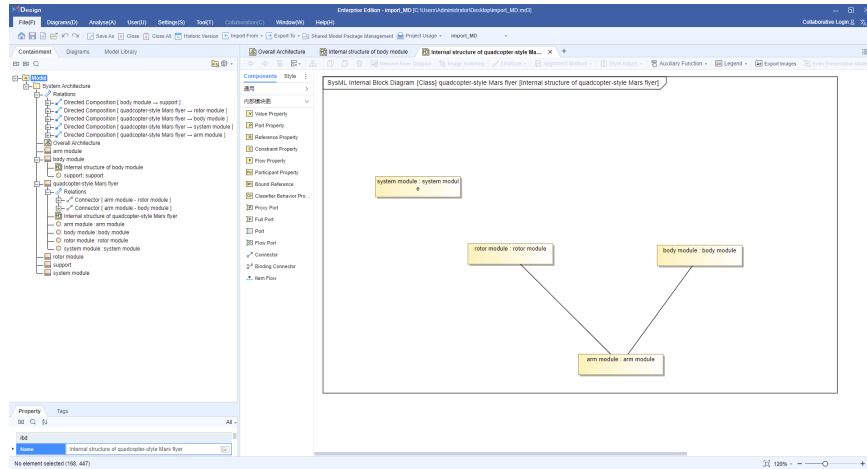 Design
Enterprise Edition - import_MD [C:\Users\Administrator\Desktop\import_MD.md]
File(F) Diagrams(D) Analyse(A) User(U) Settings(S) Tool(T) Collaboration(C) Window(W) Help(H) Collaborative Login
Save As Close Close All Historic Version Import From Export To Shared Model Package Management Project Usage import_MD
Containment Diagrams Model Library
Overall Architecture Internal structure of body module Internal structure of quadcopter-style Ma...
Remove From Diagram Image Setting LineStyle Alignment Method Style Adjust Auxiliary Function Legend Export Images
Model
System Architecture
Relations
Directed Composition [ body module → support ]
Directed Composition [ quadcopter-style Mars flyer → rotor module ]
Directed Composition [ quadcopter-style Mars flyer → body module ]
Directed Composition [ quadcopter-style Mars flyer → system module ]
Directed Composition [ quadcopter-style Mars flyer → arm module ]
Overall Architecture
arm module
body module
Internal structure of body module
support: support
quadcopter-style Mars flyer
Relations
Connector [ arm module - rotor module ]
Connector [ arm module - body module ]
Internal structure of quadcopter-style Mars flyer
arm module: arm module
body module: body module
rotor module: rotor module
system module: system module
rotor module
support
system module
Components Style
通用
内部模块图
Value Property
Part Property
Reference Property
Constraint Property
Flow Property
Participant Property
Bound Reference
Classifier Behavior Pro...
Proxy Port
Full Port
Port
Flow Port
Connector
Binding Connector
Item Flow
SysML Internal Block Diagram [Class] quadcopter-style Mars flyer [Internal structure of quadcopter-style Mars flyer]
system module : system modul
e
rotor module : rotor module
body module : body module
arm module : arm module
Property Tags
All
ibd
Name Internal structure of quadcopter-style Mars flyer
No element selected (168, 447)
120%